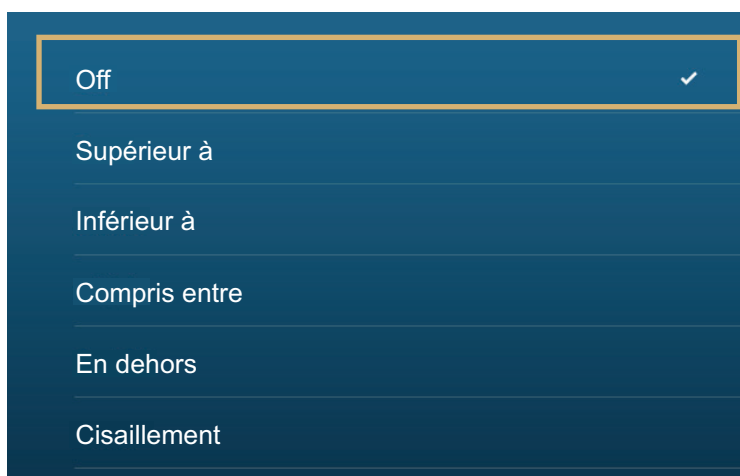 Off
Supérieur à
Inférieur à
Compris entre
En dehors
Cisaillement